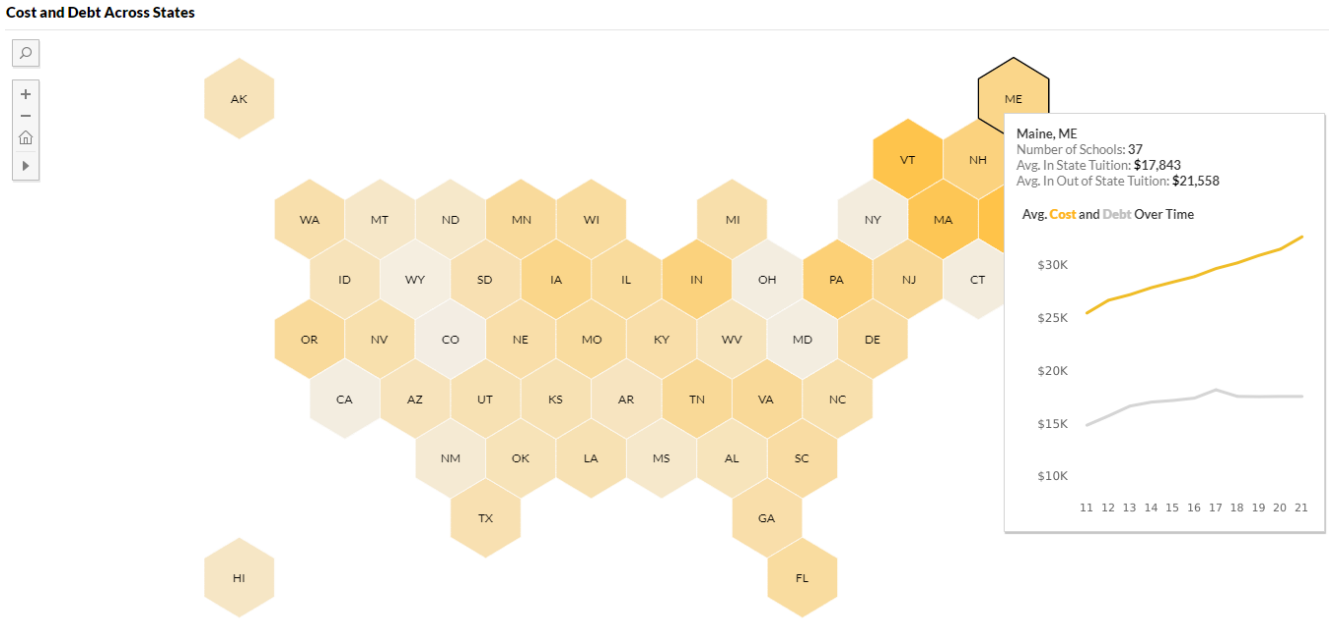 Cost and Debt Across States
AK
ME
VT
NH
WA
MT
ND
MN
WI
MI
NY
MA
ID
WY
SD
IA
IL
IN
OH
PA
NJ
CT
OR
NV
CO
NE
MO
KY
WV
MD
DE
CA
AZ
UT
KS
AR
TN
VA
NC
NM
OK
LA
MS
AL
SC
TX
GA
HI
FL
Maine, ME
Number of Schools: 37
Avg. In State Tuition: $17,843
Avg. In Out of State Tuition: $21,558
Avg. Cost and Debt Over Time
$30K
$25K
$20K
$15K
$10K
11 12 13 14 15 16 17 18 19 20 21